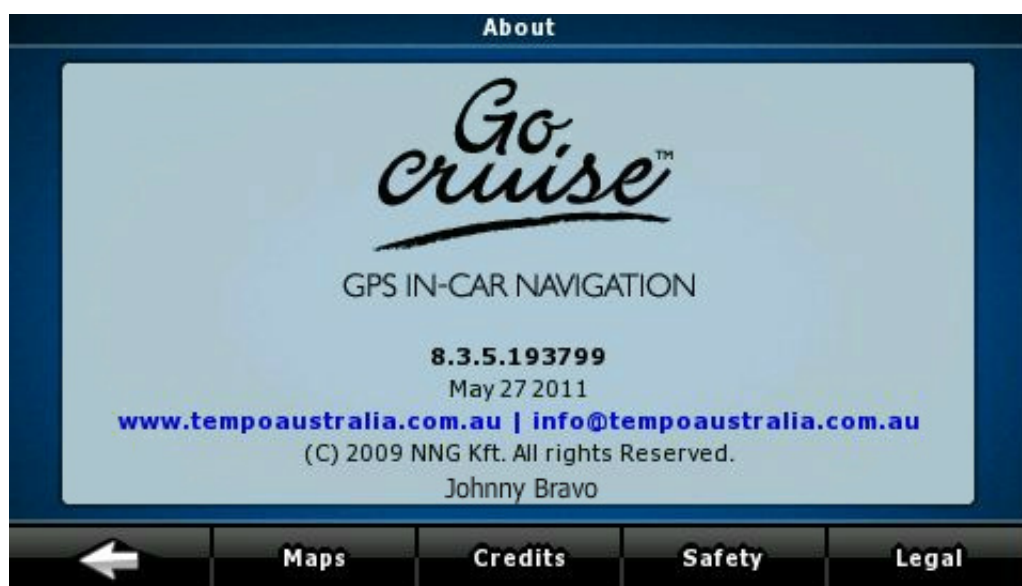 About
Go
cruise™
GPS IN-CAR NAVIGATION
8.3.5.193799
May 27 2011
www.tempoaustralia.com.au | info@tempoaustralia.com.au
(C) 2009 NNG Kft. All rights Reserved.
Johnny Bravo
Maps Credits Safety Legal